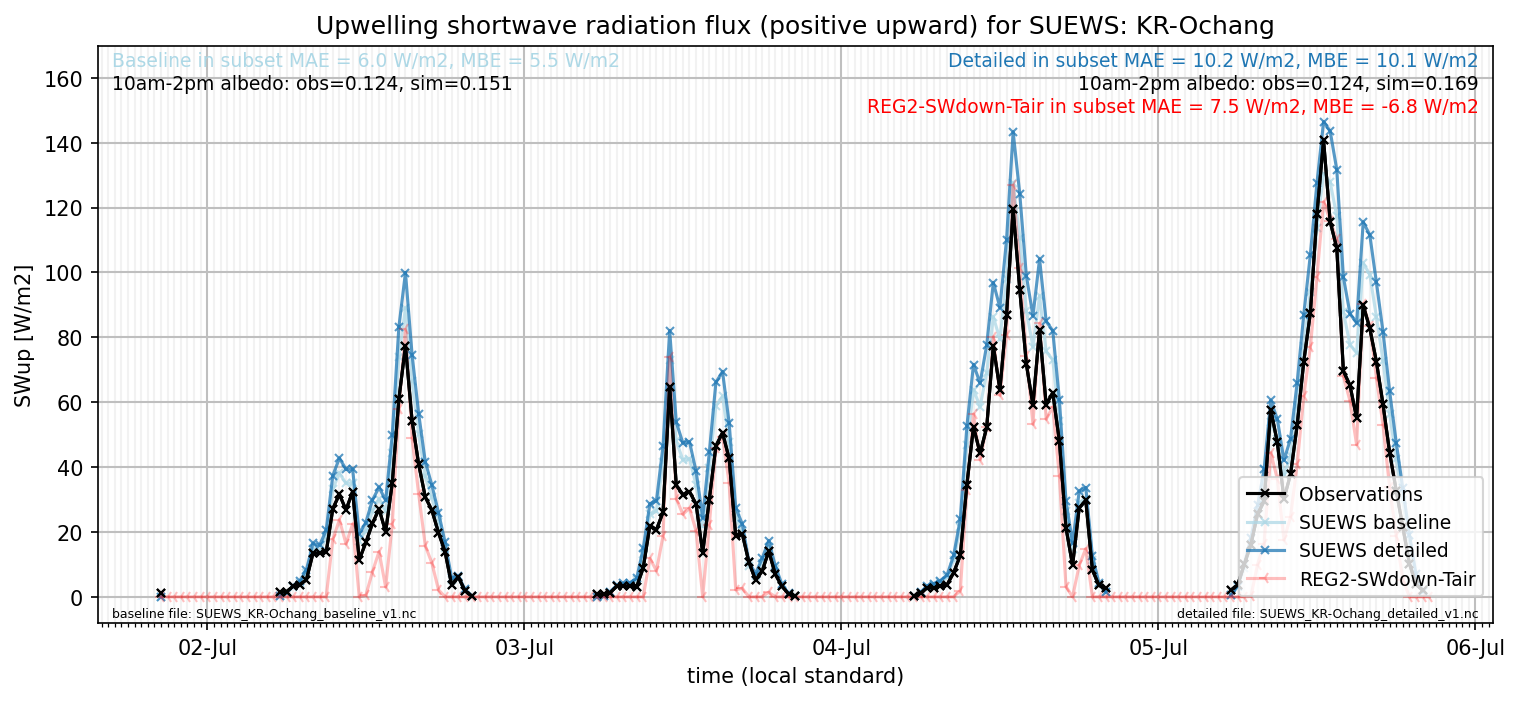 Upwelling shortwave radiation flux (positive upward) for SUEWS: KR-Ochang
Baseline in subset MAE = 6.0 W/m2, MBE = 5.5 W/m2
10am-2pm albedo: obs=0.124, sim=0.151
Detailed in subset MAE = 10.2 W/m2, MBE = 10.1 W/m2
10am-2pm albedo: obs=0.124, sim=0.169
REG2-SWdown-Tair in subset MAE = 7.5 W/m2, MBE = -6.8 W/m2
SWup [W/m2]
160
140
120
100
80
60
40
20
0
Observations
SUEWS baseline
SUEWS detailed
REG2-SWdown-Tair
baseline file: SUEWS_KR-Ochang_baseline_v1.nc
detailed file: SUEWS_KR-Ochang_detailed_v1.nc
02-Jul
03-Jul
04-Jul
05-Jul
06-Jul
time (local standard)